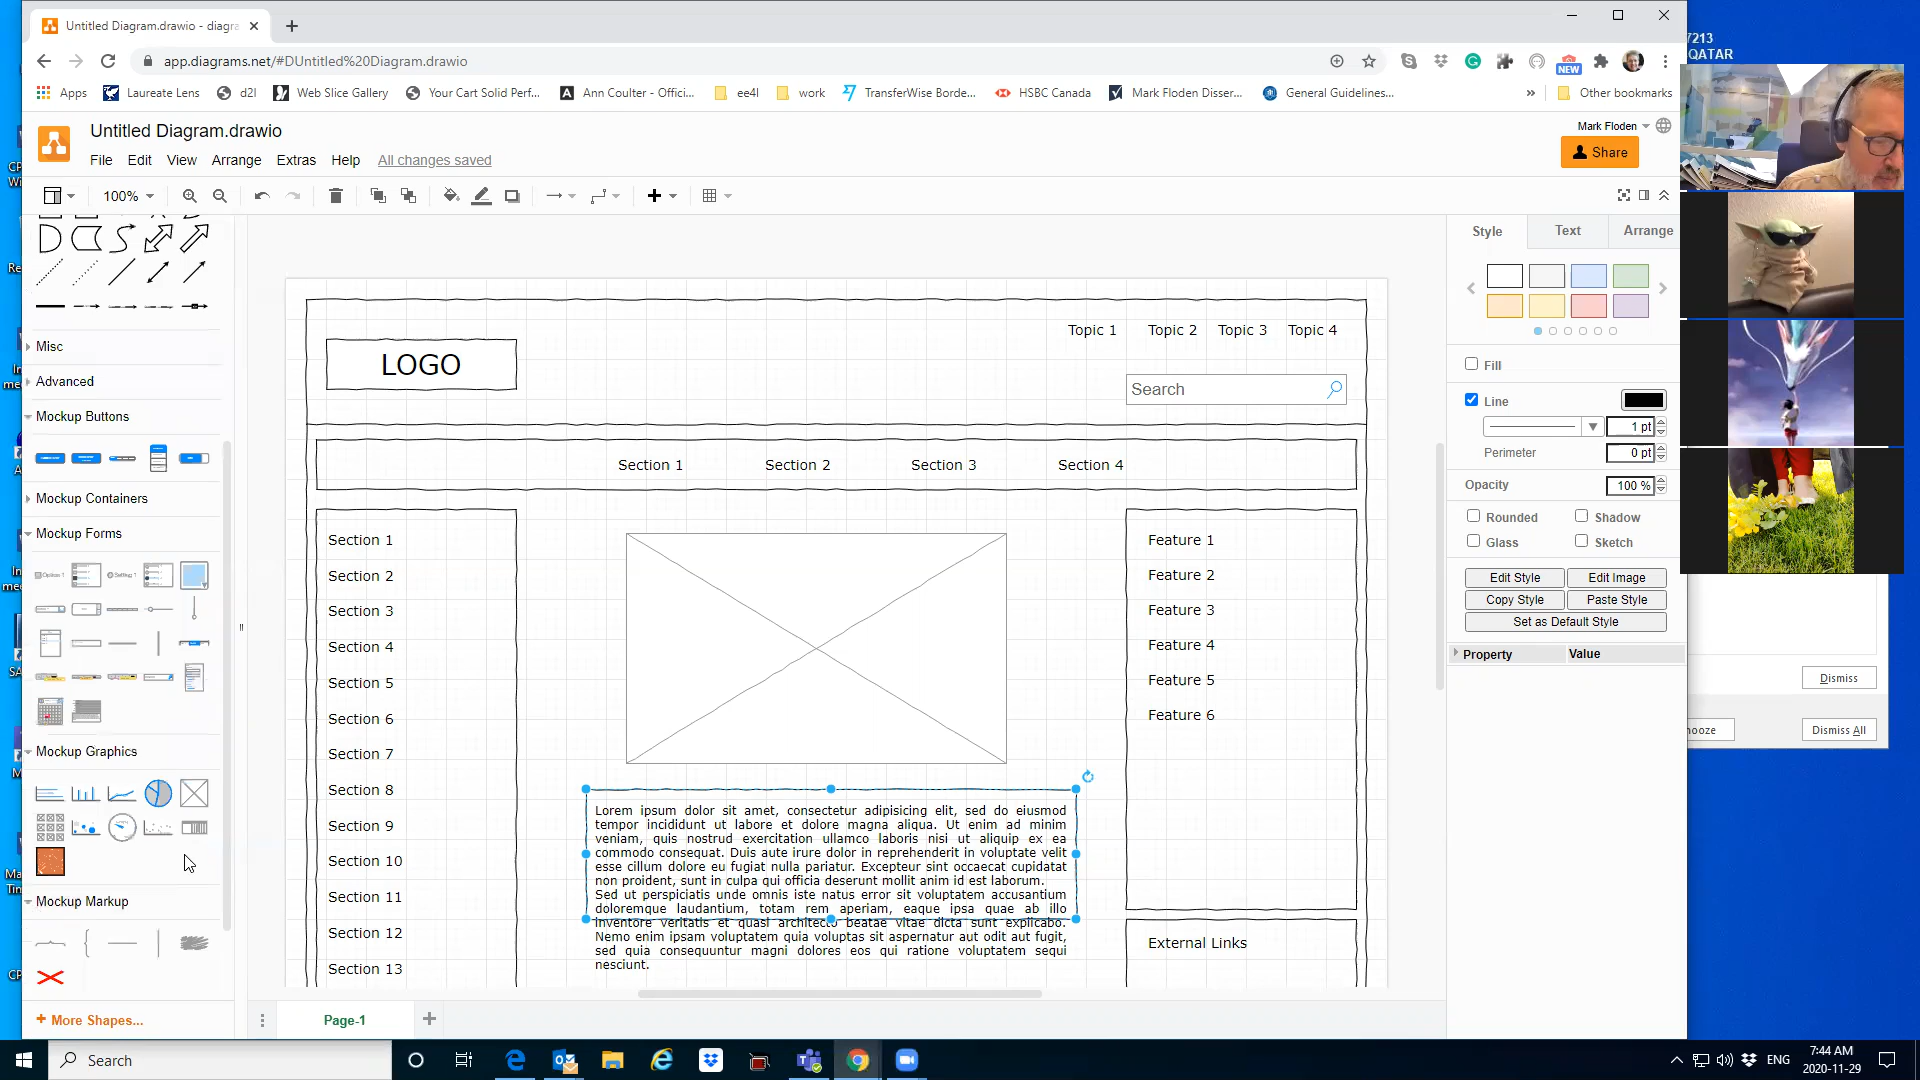 Untitled Diagram.drawio - diagra
app.diagrams.net/#DUntitled%20Diagram.drawio
Apps
Laureate Lens
d2l
Web Slice Gallery
Your Cart Solid Perf...
Ann Coulter - Offici...
ee4l
work
TransferWise Borde...
HSBC Canada
Mark Floden Disser...
General Guidelines...
»
Other bookmarks
NEW
7213
QATAR
Untitled Diagram.drawio
Mark Floden
File Edit View Arrange Extras Help All changes saved
Share
100%
Style Text Arrange
Misc
Advanced
Mockup Buttons
Mockup Containers
Mockup Forms
Mockup Graphics
Mockup Markup
+ More Shapes...
Topic 1 Topic 2 Topic 3 Topic 4
LOGO
Search
Section 1 Section 2 Section 3 Section 4
Section 1
Section 2
Section 3
Section 4
Section 5
Section 6
Section 7
Section 8
Section 9
Section 10
Section 11
Section 12
Section 13
Feature 1
Feature 2
Feature 3
Feature 4
Feature 5
Feature 6
External Links
Lorem ipsum dolor sit amet, consectetur adipisicing elit, sed do eiusmod
tempor incididunt ut labore et dolore magna aliqua. Ut enim ad minim
veniam, quis nostrud exercitation ullamco laboris nisi ut aliquip ex ea
commodo consequat. Duis aute irure dolor in reprehenderit in voluptate velit
esse cillum dolore eu fugiat nulla pariatur. Excepteur sint occaecat cupidatat
non proident, sunt in culpa qui officia deserunt mollit anim id est laborum.
Sed ut perspiciatis unde omnis iste natus error sit voluptatem accusantium
doloremque laudantium, totam rem aperiam, eaque ipsa quae ab illo
inventore veritatis et quasi architecto beatae vitae dicta sunt explicabo.
Nemo enim ipsam voluptatem quia voluptas sit aspernatur aut odit aut fugit,
sed quia consequuntur magni dolores eos qui ratione voluptatem sequi
nesciunt.
Fill
Line
1 pt
Perimeter 0 pt
Opacity 100 %
Rounded Shadow
Glass Sketch
Edit Style Edit Image
Copy Style Paste Style
Set as Default Style
Property Value
Dismiss
nooze
Dismiss All
Page-1
Search
ENG
7:44 AM
2020-11-29